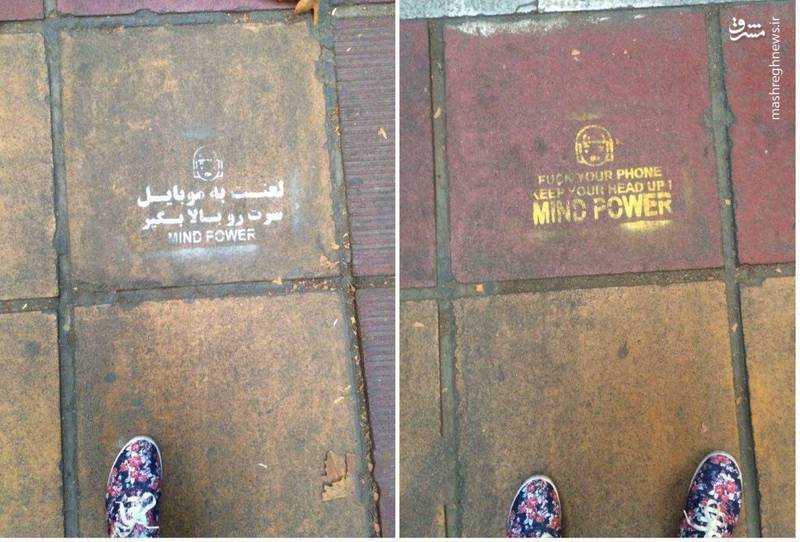 لعنت به موبایل
سرت رو بالا بگیر
MIND POWER
FUCK YOUR PHONE
KEEP YOUR HEAD UP !
MIND POWER
مشرق
mashreghnews.ir